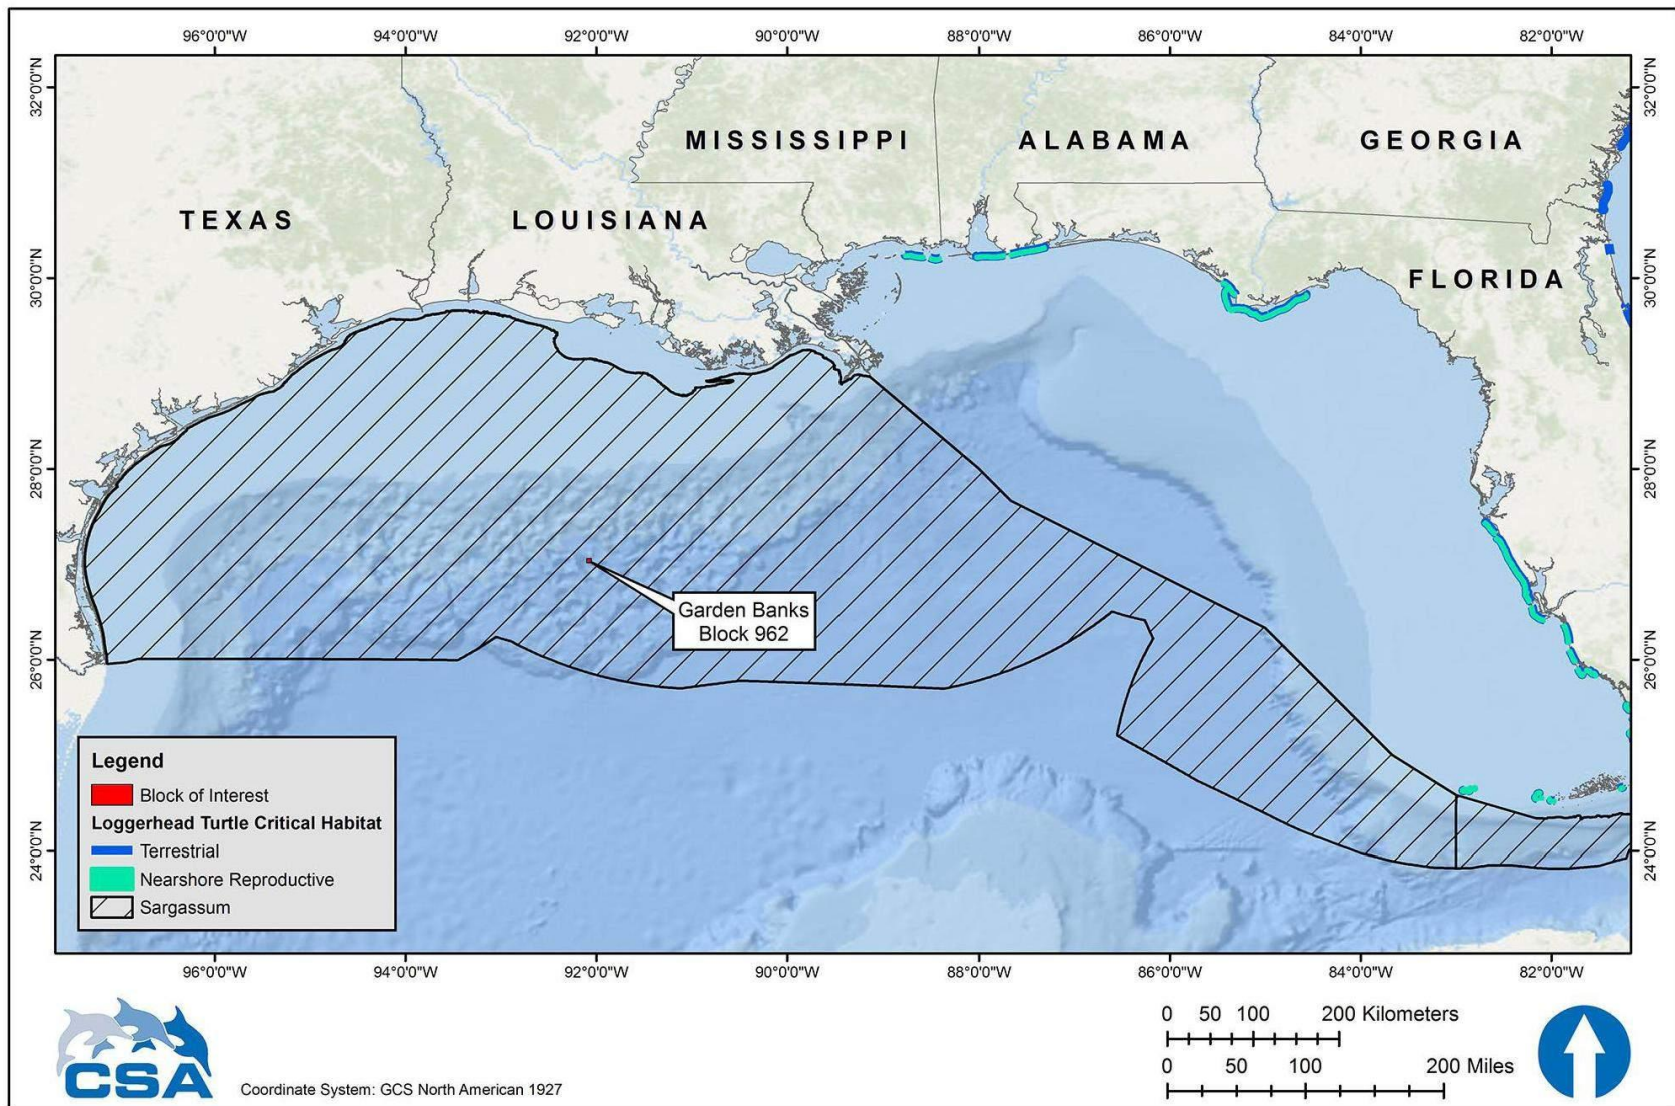 96°0'0"W 94°0'0"W 92°0'0"W 90°0'0"W 88°0'0"W 86°0'0"W 84°0'0"W 82°0'0"W
32°0'0"N
32°0'0"N
MISSISSIPPI ALABAMA GEORGIA
TEXAS LOUISIANA
30°0'0"N
FLORIDA
30°0'0"N
28°0'0"N
28°0'0"N
Garden Banks
Block 962
26°0'0"N
26°0'0"N
Legend
Block of Interest
Loggerhead Turtle Critical Habitat
Terrestrial
Nearshore Reproductive
Sargassum
24°0'0"N
24°0'0"N
96°0'0"W 94°0'0"W 92°0'0"W 90°0'0"W 88°0'0"W 86°0'0"W 84°0'0"W 82°0'0"W
CSA
Coordinate System: GCS North American 1927
0 50 100 200 Kilometers
0 50 100 200 Miles